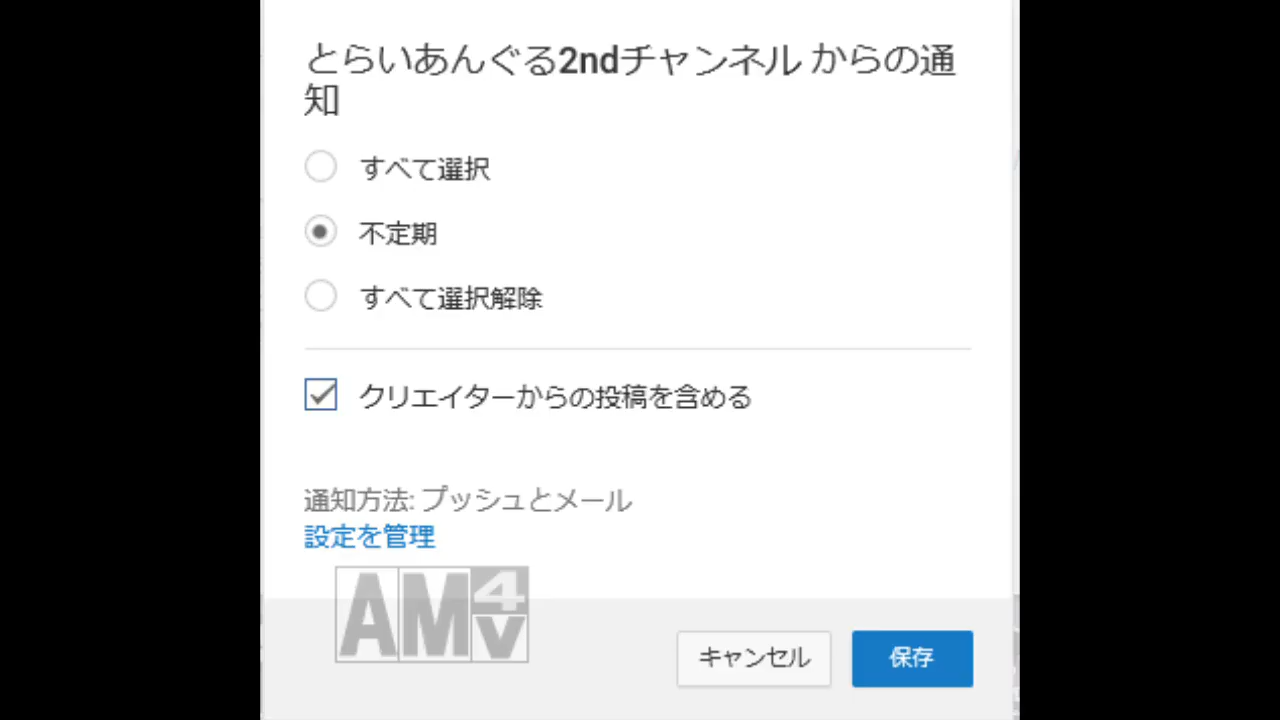 とらいあんぐる2ndチャンネル からの通
知
すべて選択
不定期
すべて選択解除
クリエイターからの投稿を含める
通知方法: プッシュとメール
設定を管理
AM4V
キャンセル
保存